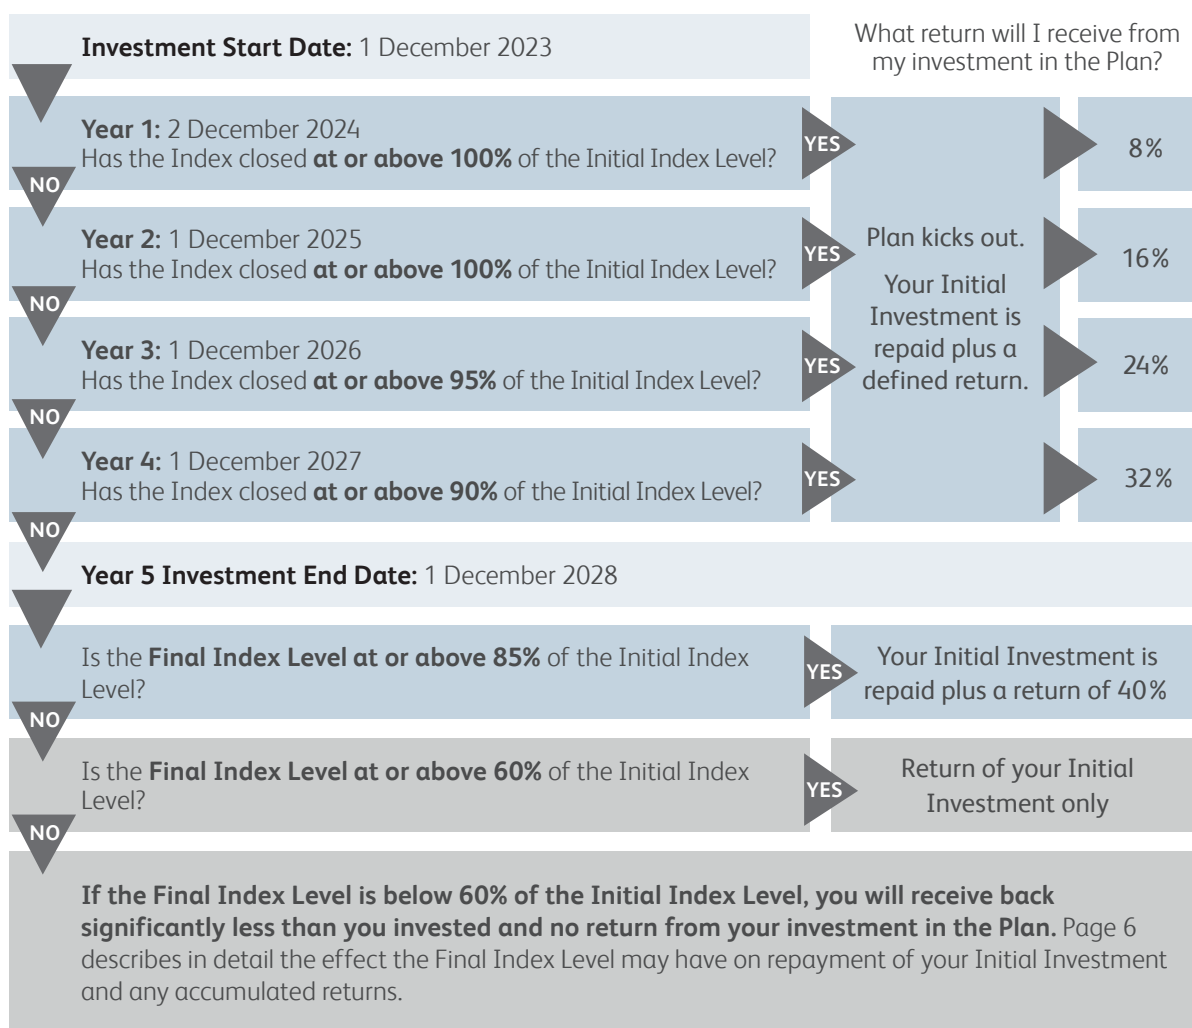 Investment Start Date: 1 December 2023
What return will I receive from
my investment in the Plan?
Year 1: 2 December 2024
Has the Index closed at or above 100% of the Initial Index Level?
YES
8%
NO
Year 2: 1 December 2025
Has the Index closed at or above 100% of the Initial Index Level?
YES
16%
NO
Year 3: 1 December 2026
Has the Index closed at or above 95% of the Initial Index Level?
YES
24%
NO
Year 4: 1 December 2027
Has the Index closed at or above 90% of the Initial Index Level?
YES
32%
NO
Plan kicks out.
Your Initial
Investment is
repaid plus a
defined return.
Year 5 Investment End Date: 1 December 2028
Is the Final Index Level at or above 85% of the Initial Index
Level?
YES
Your Initial Investment is
repaid plus a return of 40%
NO
Is the Final Index Level at or above 60% of the Initial Index
Level?
YES
Return of your Initial
Investment only
NO
If the Final Index Level is below 60% of the Initial Index Level, you will receive back
significantly less than you invested and no return from your investment in the Plan. Page 6
describes in detail the effect the Final Index Level may have on repayment of your Initial Investment
and any accumulated returns.